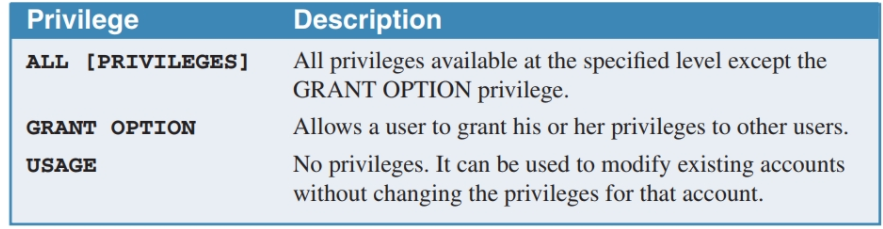 Privilege Description
ALL [PRIVILEGES] All privileges available at the specified level except the
GRANT OPTION privilege.
GRANT OPTION Allows a user to grant his or her privileges to other users.
USAGE No privileges. It can be used to modify existing accounts
without changing the privileges for that account.